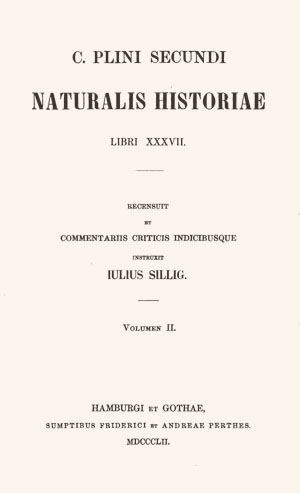 C. PLINI SECUNDI
NATURALIS HISTORIAE
LIBRI XXXVII.
RECENSUIT
ET
COMMENTARIIS CRITICIS INDICIBUSQUE
INSTRUXIT
IULIUS SILLIG.
VOLUMEN II.
HAMBURGI ET GOTHAE,
SUMPTIBUS FRIDERICI ET ANDREAE PERTHES.
MDCCCLII.